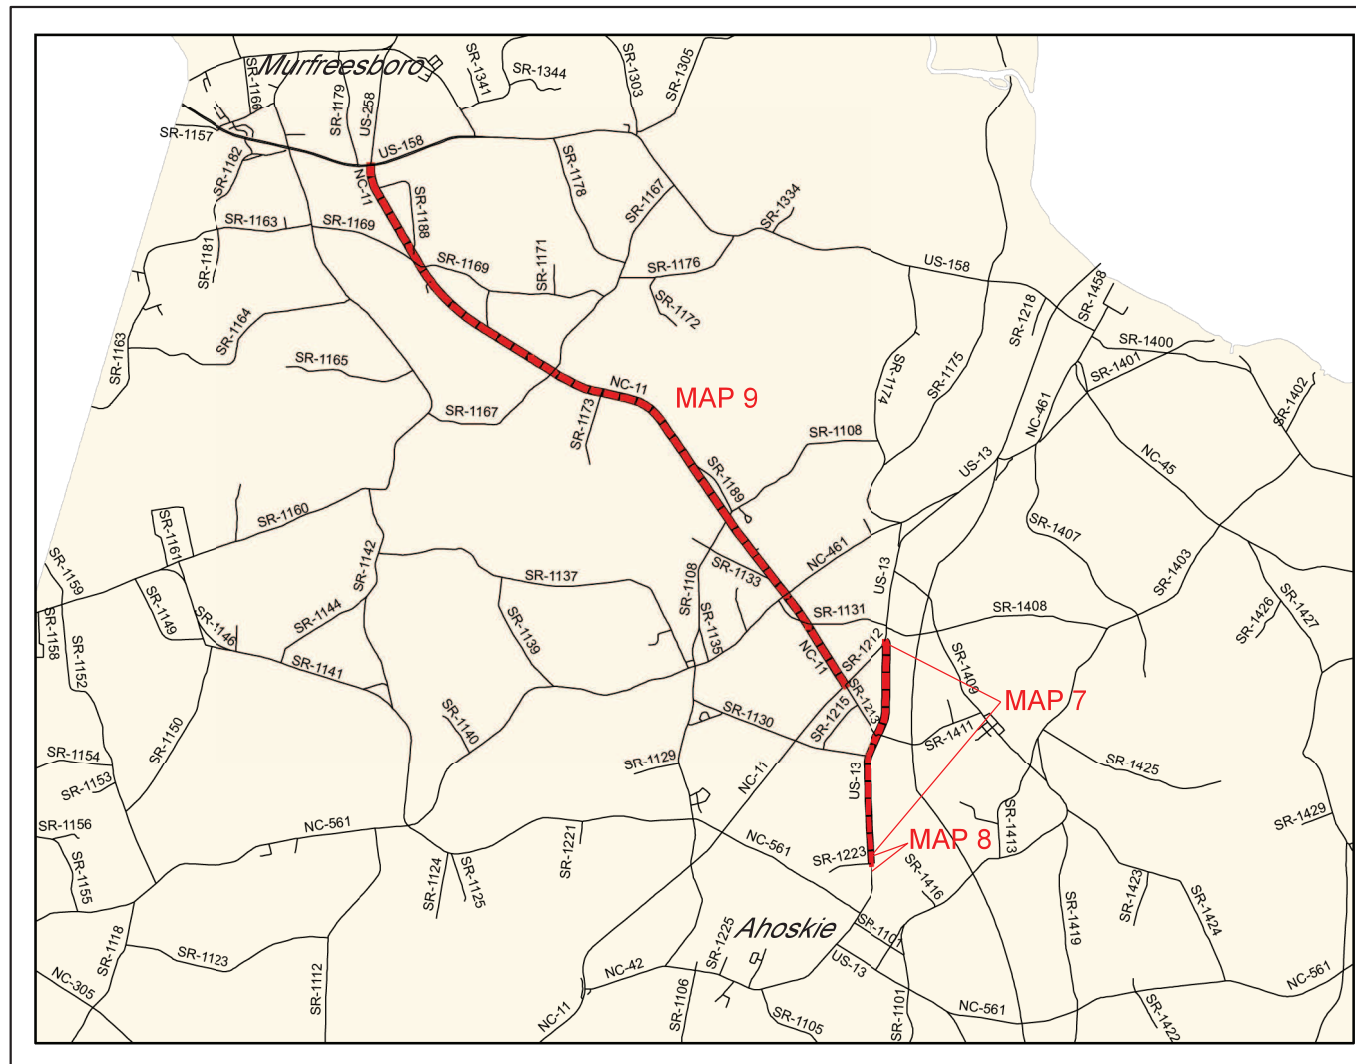 Murfreesboro
SR-1166
SR-1179
US-258
SR-1341
SR-1344
SR-1303
SR-1305
SR-1157
US-158
SR-1182
NC-11
SR-1188
SR-1178
SR-1167
SR-1334
SR-1163
SR-1169
SR-1181
SR-1169
SR-1171
SR-1176
SR-1172
US-158
SR-1458
SR-1218
SR-1164
SR-1163
SR-1165
SR-1400
SR-1401
SR-1402
SR-1174
SR-1175
NC-11
MAP 9
SR-1167
SR-1173
SR-1108
NC-461
US-13
NC-45
SR-1189
SR-1160
SR-1161
SR-1142
SR-1407
SR-1403
SR-1159
SR-1149
SR-1144
SR-1137
SR-1133
NC-461
US-13
SR-1108
SR-1131
SR-1408
SR-1426
SR-1427
SR-1158
SR-1152
SR-1146
SR-1141
SR-1139
SR-1135
NC-11
SR-1212
SR-1409
SR-1213
SR-1215
MAP 7
SR-1150
SR-1140
SR-1130
SR-1411
SR-1154
SR-1153
SR-1129
NC-11
US-13
SR-1425
SR-1156
NC-561
SR-1221
NC-561
SR-1223
MAP 8
SR-1413
SR-1429
SR-1155
SR-1124
SR-1125
SR-1416
SR-1423
SR-1424
SR-1118
SR-1123
SR-1112
SR-1225
Ahoskie
SR-1101
US-13
SR-1419
NC-305
NC-42
SR-1106
NC-11
SR-1105
SR-1101
NC-561
SR-1422
NC-561